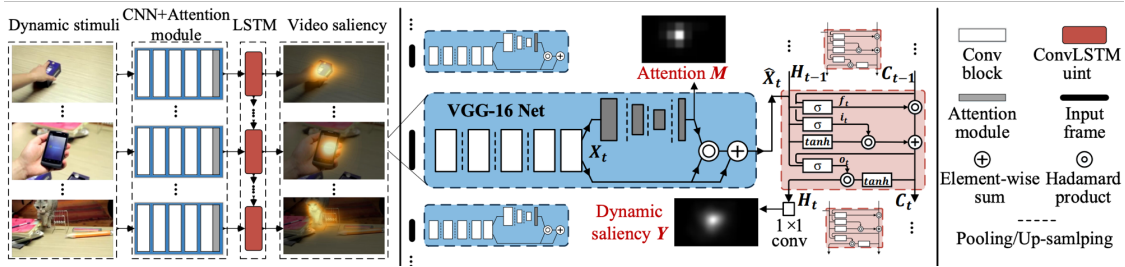 Dynamic stimuli
CNN+Attention
module
LSTM
Video saliency
VGG-16 Net
X_t
Attention M
X̂_t
H_{t-1}
C_{t-1}
σ
f_t
σ
i_t
tanh
o_t
σ
tanh
H_t
C_t
Dynamic
saliency Y
1×1
conv
Conv
block
ConvLSTM
uint
Attention
module
Input
frame
Element-wise
sum
Hadamard
product
Pooling/Up-samlping